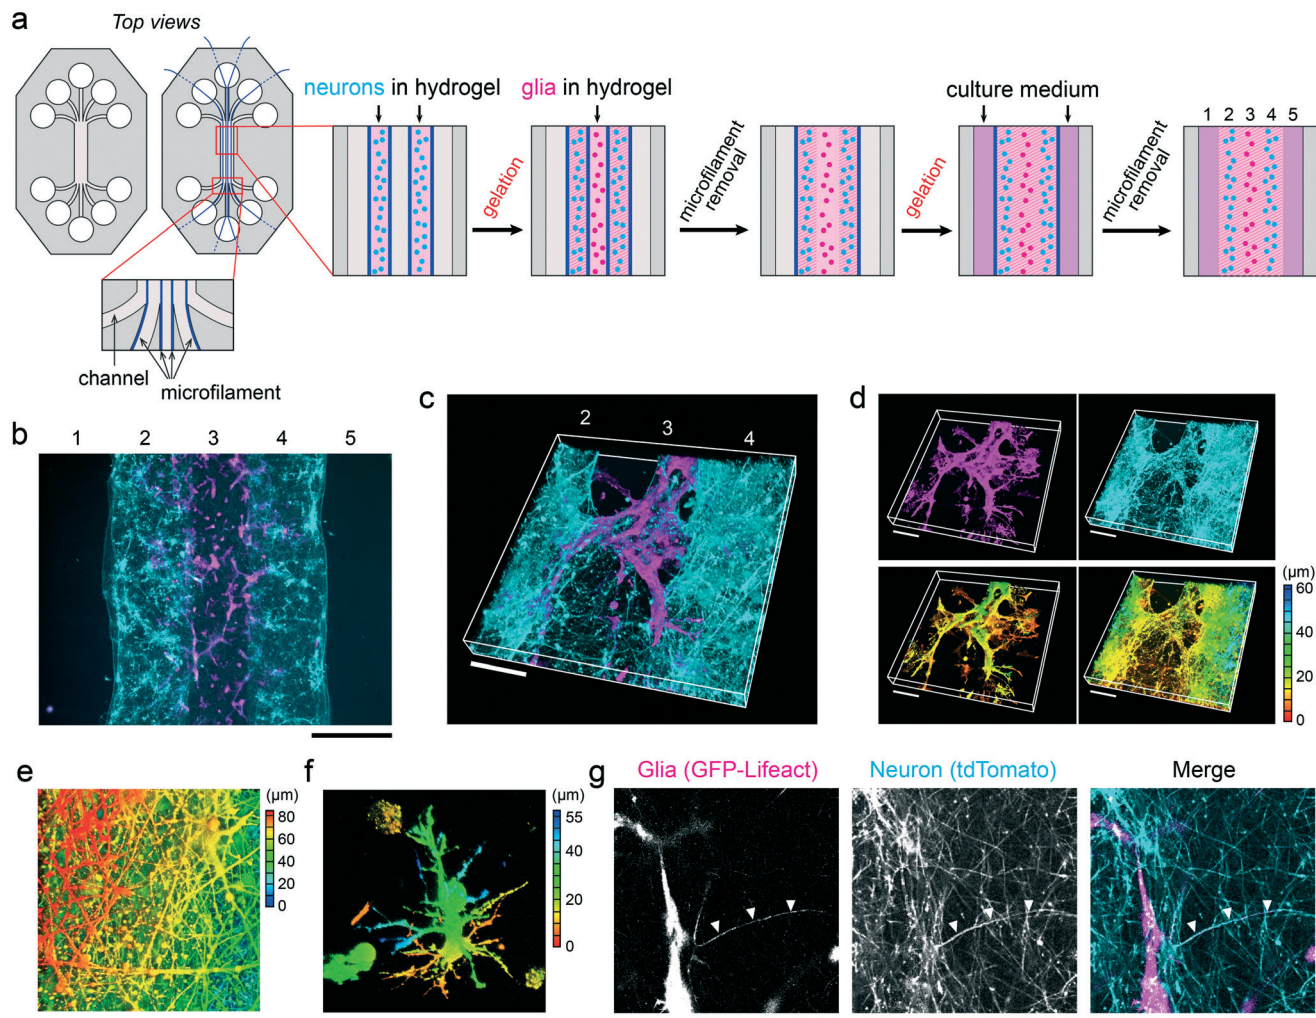 a
Top views
neurons in hydrogel
glia in hydrogel
culture medium
1 2 3 4 5
gelation
microfilament
removal
gelation
microfilament
removal
channel
microfilament
b
1 2 3 4 5
c
2 3 4
d
(μm)
60
40
20
0
e
(μm)
80
60
40
20
0
f
(μm)
55
40
20
0
g
Glia (GFP-Lifeact)
Neuron (tdTomato)
Merge